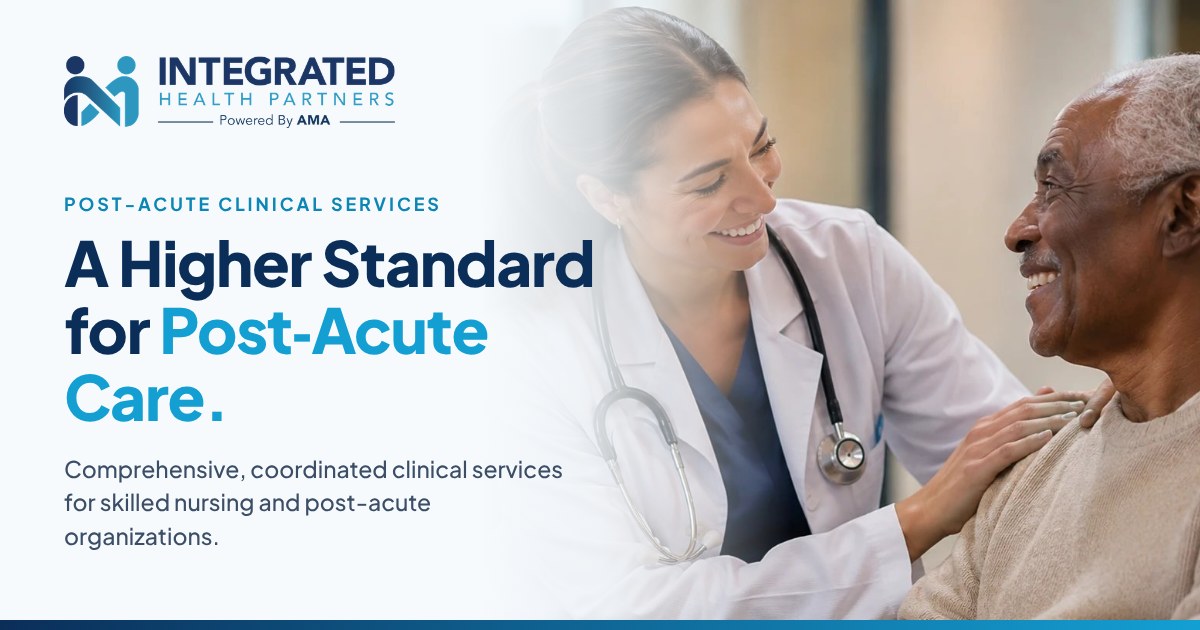 INTEGRATED
HEALTH PARTNERS
Powered By AMA
POST-ACUTE CLINICAL SERVICES
A Higher Standard
for Post-Acute
Care.
Comprehensive, coordinated clinical services
for skilled nursing and post-acute
organizations.